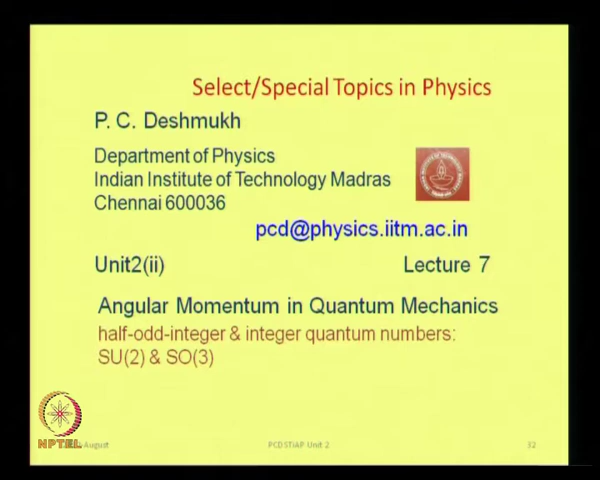 Select/Special Topics in Physics
P. C. Deshmukh
Department of Physics
Indian Institute of Technology Madras
Chennai 600036
pcd@physics.iitm.ac.in
Unit2(ii) Lecture 7
Angular Momentum in Quantum Mechanics
half-odd-integer & integer quantum numbers:
SU(2) & SO(3)
NPTEL
August PCDSTiAP Unit 2